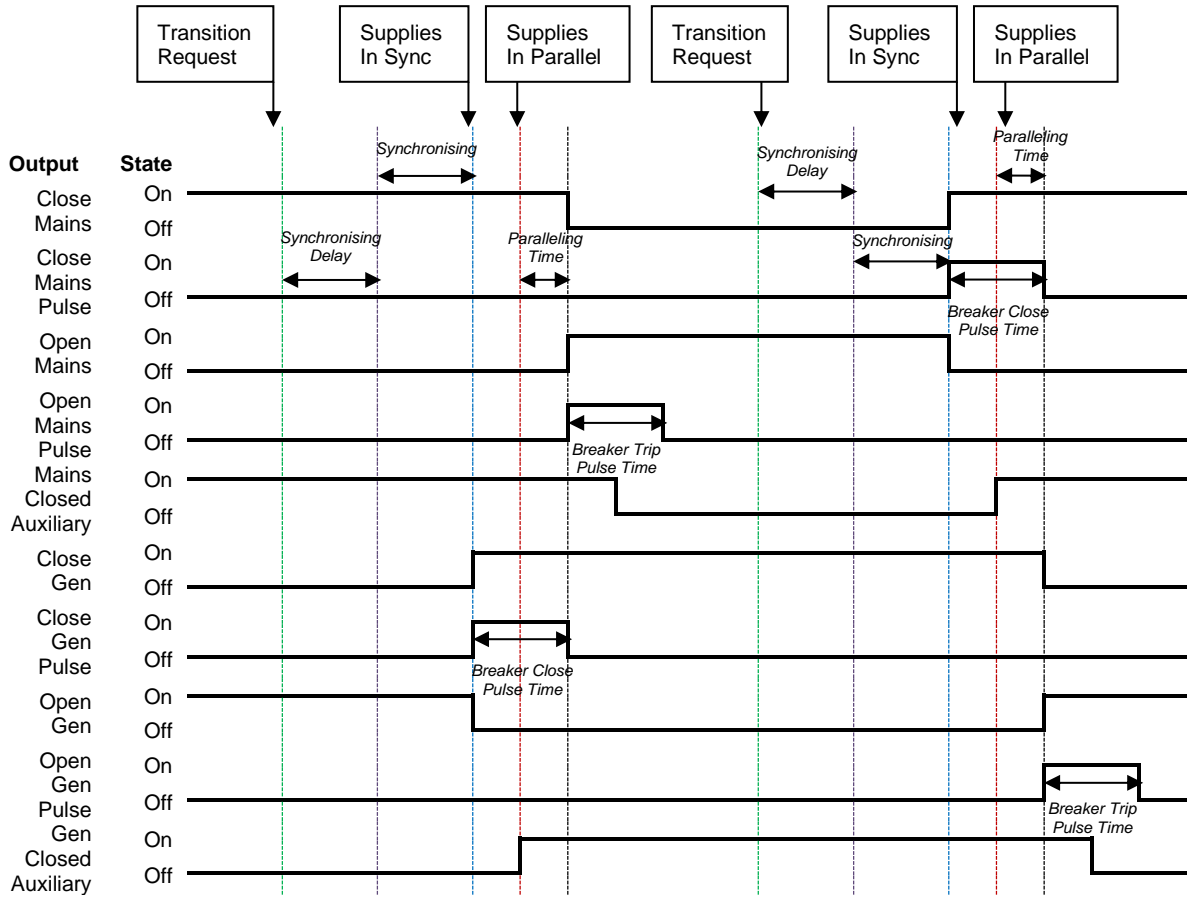 Transition
Request
Supplies
In Sync
Supplies
In Parallel
Transition
Request
Supplies
In Sync
Supplies
In Parallel
Output State
Synchronising
Synchronising
Delay
Paralleling
Time
Close
Mains
On
Off
Synchronising
Delay
Paralleling
Time
Synchronising
Close
Mains
Pulse
On
Off
Breaker Close
Pulse Time
Open
Mains
On
Off
Open
Mains
Pulse
On
Off
Breaker Trip
Pulse Time
Mains
Closed
Auxiliary
On
Off
Close
Gen
On
Off
Close
Gen
Pulse
On
Off
Breaker Close
Pulse Time
Open
Gen
On
Off
Open
Gen
Pulse
On
Off
Breaker Trip
Pulse Time
Gen
Closed
Auxiliary
On
Off